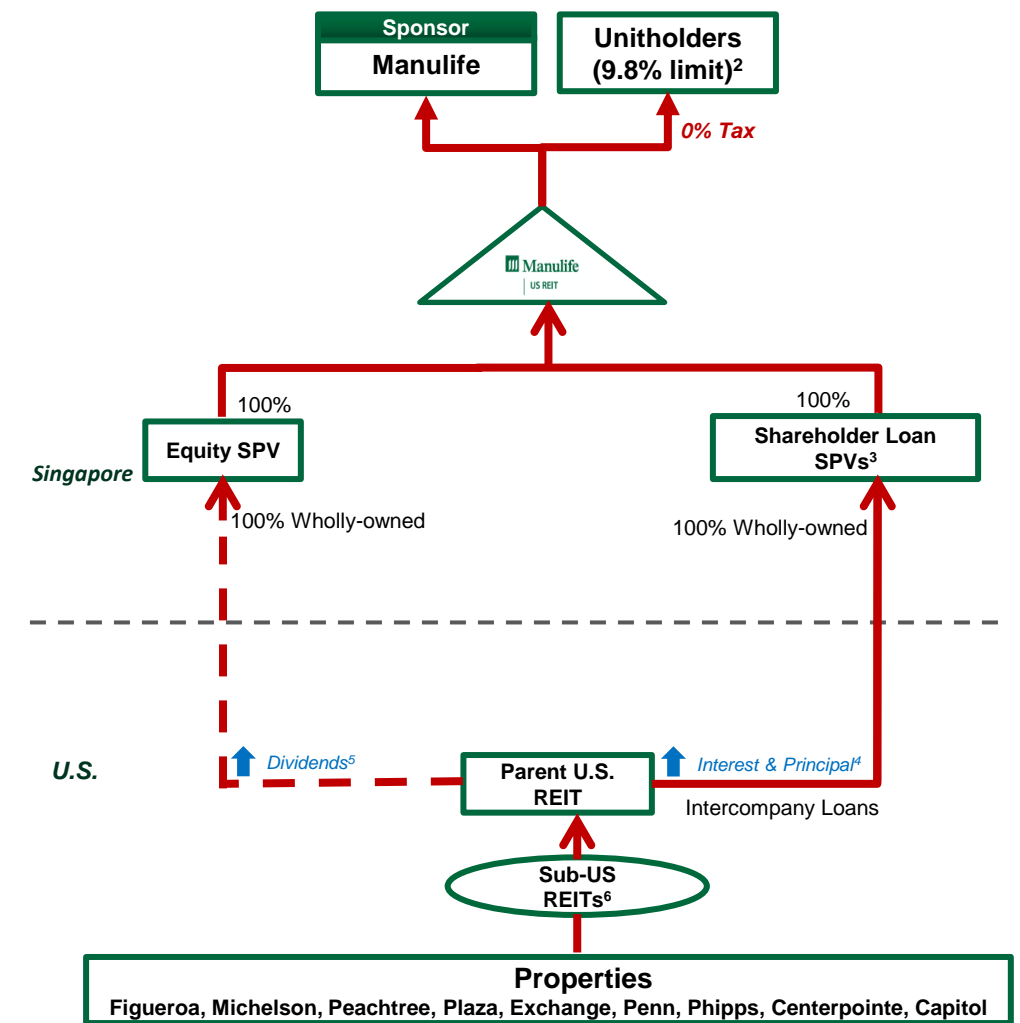 Sponsor
Manulife
Unitholders
(9.8% limit)²
0% Tax
Manulife
US REIT
100%
100%
Equity SPV
Shareholder Loan
SPVs³
Singapore
100% Wholly-owned
100% Wholly-owned
U.S.
Dividends⁵
Parent U.S.
REIT
Interest & Principal⁴
Intercompany Loans
Sub-US
REITs⁶
Properties
Figueroa, Michelson, Peachtree, Plaza, Exchange, Penn, Phipps, Centerpointe, Capitol